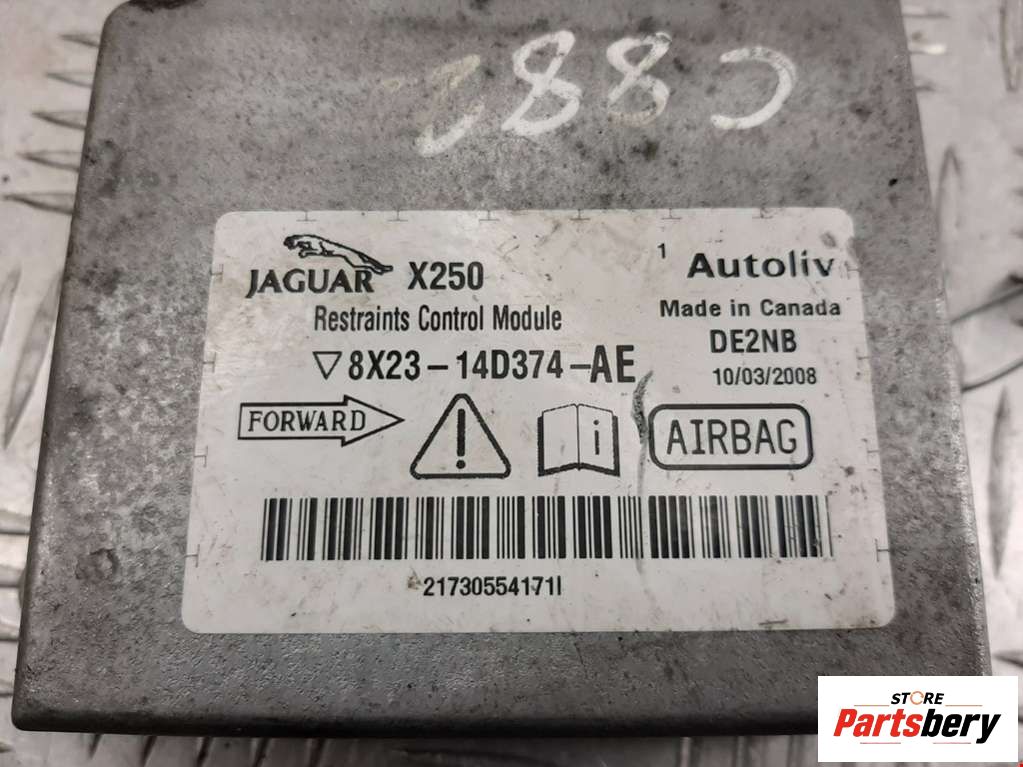 C88
JAGUAR X250
Restraints Control Module
▽8X23-14D374-AE
1 Autoliv
Made in Canada
DE2NB
10/03/2008
FORWARD
i
AIRBAG
21730554171I
STORE
Partsbery